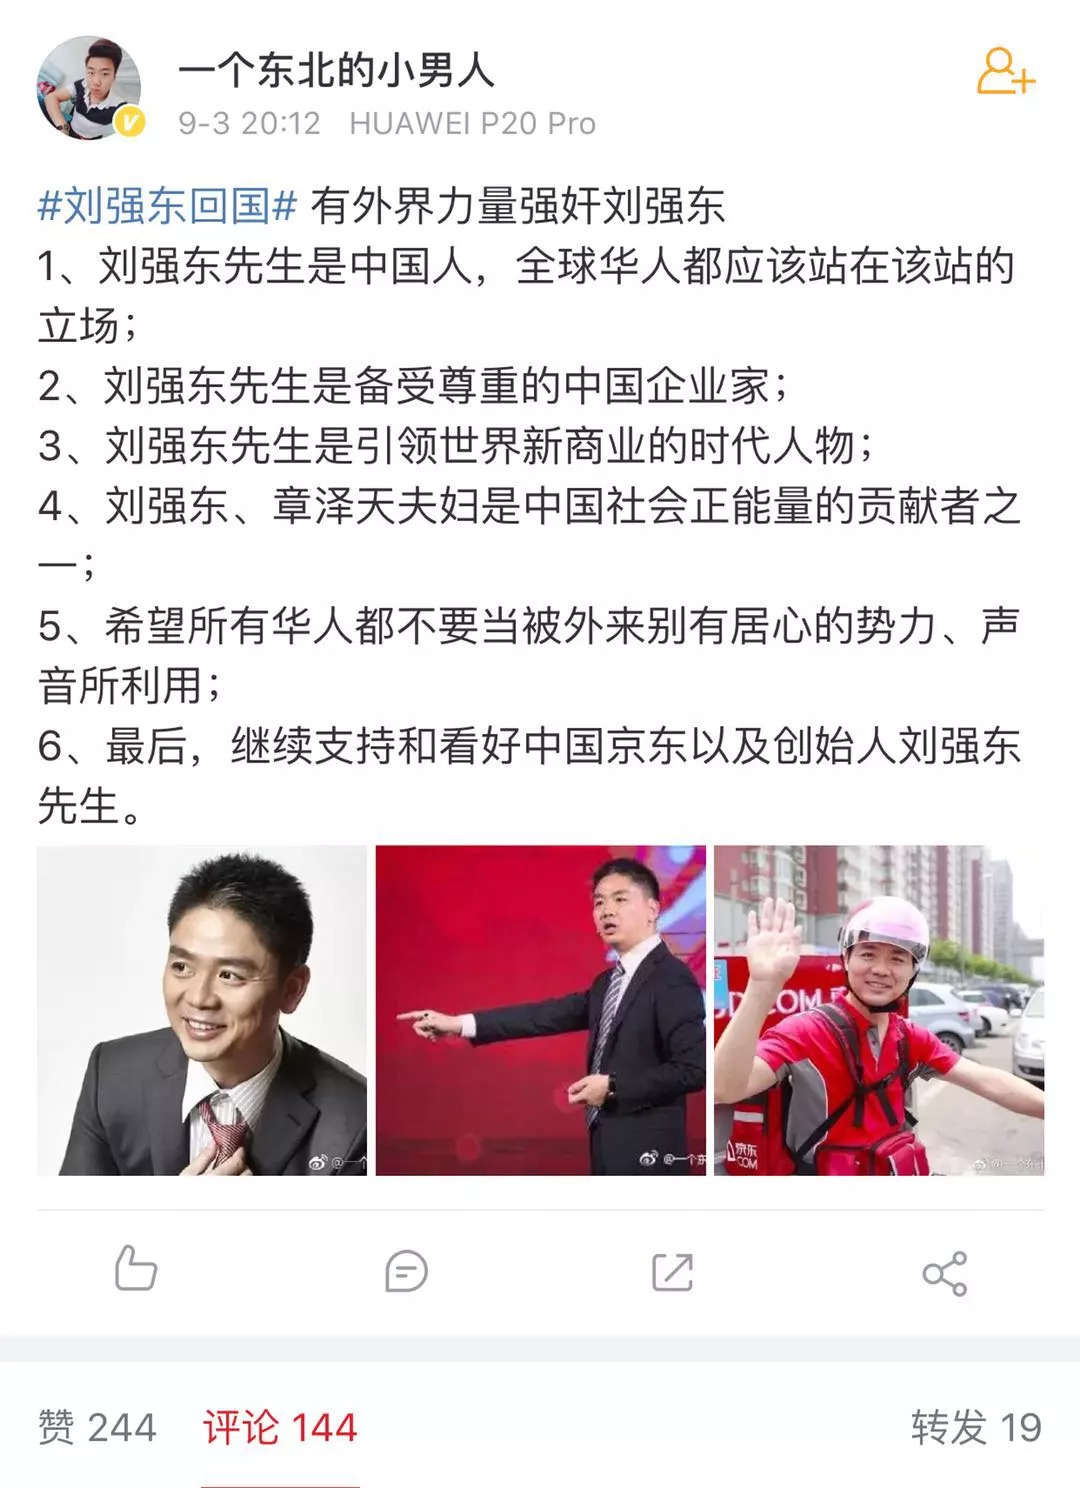 一个东北的小男人
9-3 20:12 HUAWEI P20 Pro
#刘强东回国# 有外界力量强奸刘强东
1、刘强东先生是中国人，全球华人都应该站在该站的
立场；
2、刘强东先生是备受尊重的中国企业家；
3、刘强东先生是引领世界新商业的时代人物；
4、刘强东、章泽天夫妇是中国社会正能量的贡献者之
一；
5、希望所有华人都不要当被外来别有居心的势力、声
音所利用；
6、最后，继续支持和看好中国京东以及创始人刘强东
先生。
@一个
@一个东
京东
.COM
赞 244 评论 144 转发 19